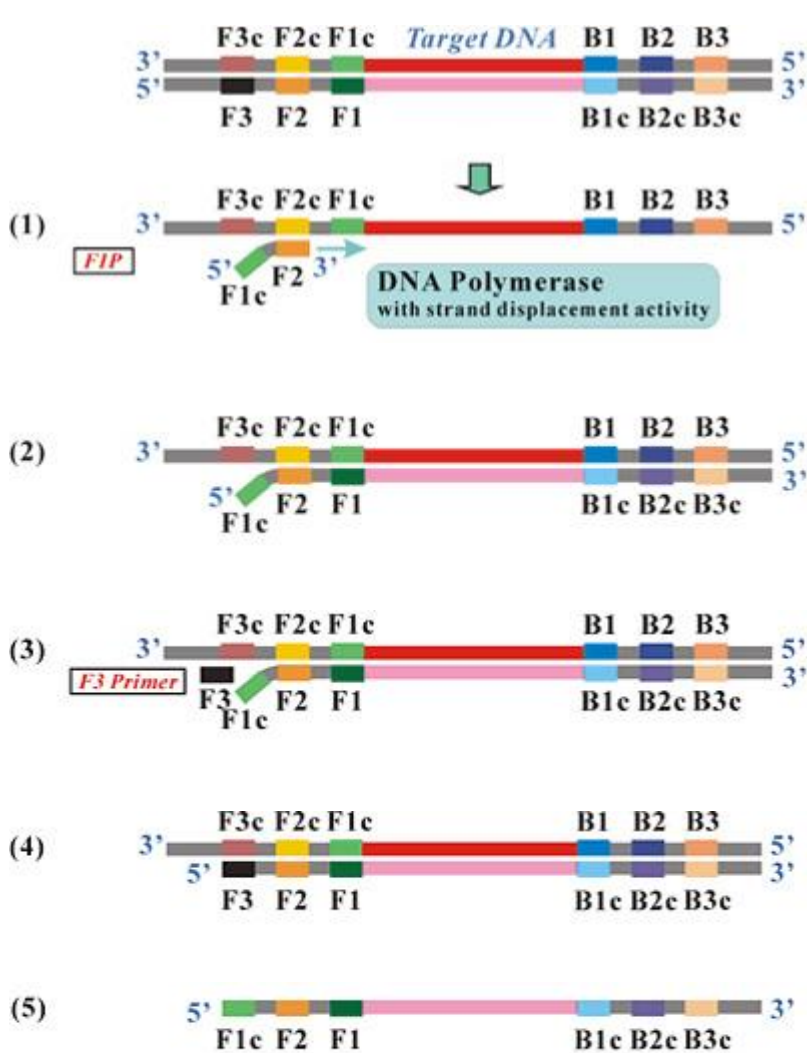 F3c F2c F1c Target DNA B1 B2 B3
3’ 5’
5’ 3’
F3 F2 F1 B1c B2c B3c
F3c F2c F1c B1 B2 B3
(1) 3’ 5’
FIP 5’ F2 3’
F1c
DNA Polymerase
with strand displacement activity
F3c F2c F1c B1 B2 B3
(2) 3’ 5’
3’
5’ F2 F1 B1c B2c B3c
F1c
F3c F2c F1c B1 B2 B3
(3) 3’ 5’
F3 Primer 3’
F3 F2 F1 B1c B2c B3c
F1c
F3c F2c F1c B1 B2 B3
(4) 3’ 5’
5’ 3’
F3 F2 F1 B1c B2c B3c
(5) 5’ 3’
F1c F2 F1 B1c B2c B3c